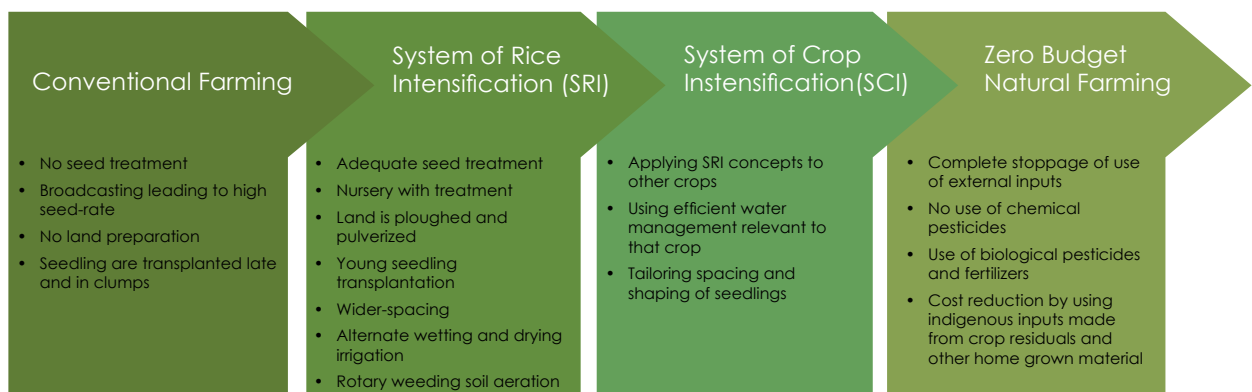 Conventional Farming
• No seed treatment
• Broadcasting leading to high
seed-rate
• No land preparation
• Seedling are transplanted late
and in clumps
System of Rice
Intensification (SRI)
• Adequate seed treatment
• Nursery with treatment
• Land is ploughed and
pulverized
• Young seedling
transplantation
• Wider-spacing
• Alternate wetting and drying
irrigation
• Rotary weeding soil aeration
System of Crop
Instensification(SCI)
• Applying SRI concepts to
other crops
• Using efficient water
management relevant to
that crop
• Tailoring spacing and
shaping of seedlings
Zero Budget
Natural Farming
• Complete stoppage of use
of external inputs
• No use of chemical
pesticides
• Use of biological pesticides
and fertilizers
• Cost reduction by using
indigenous inputs made
from crop residuals and
other home grown material